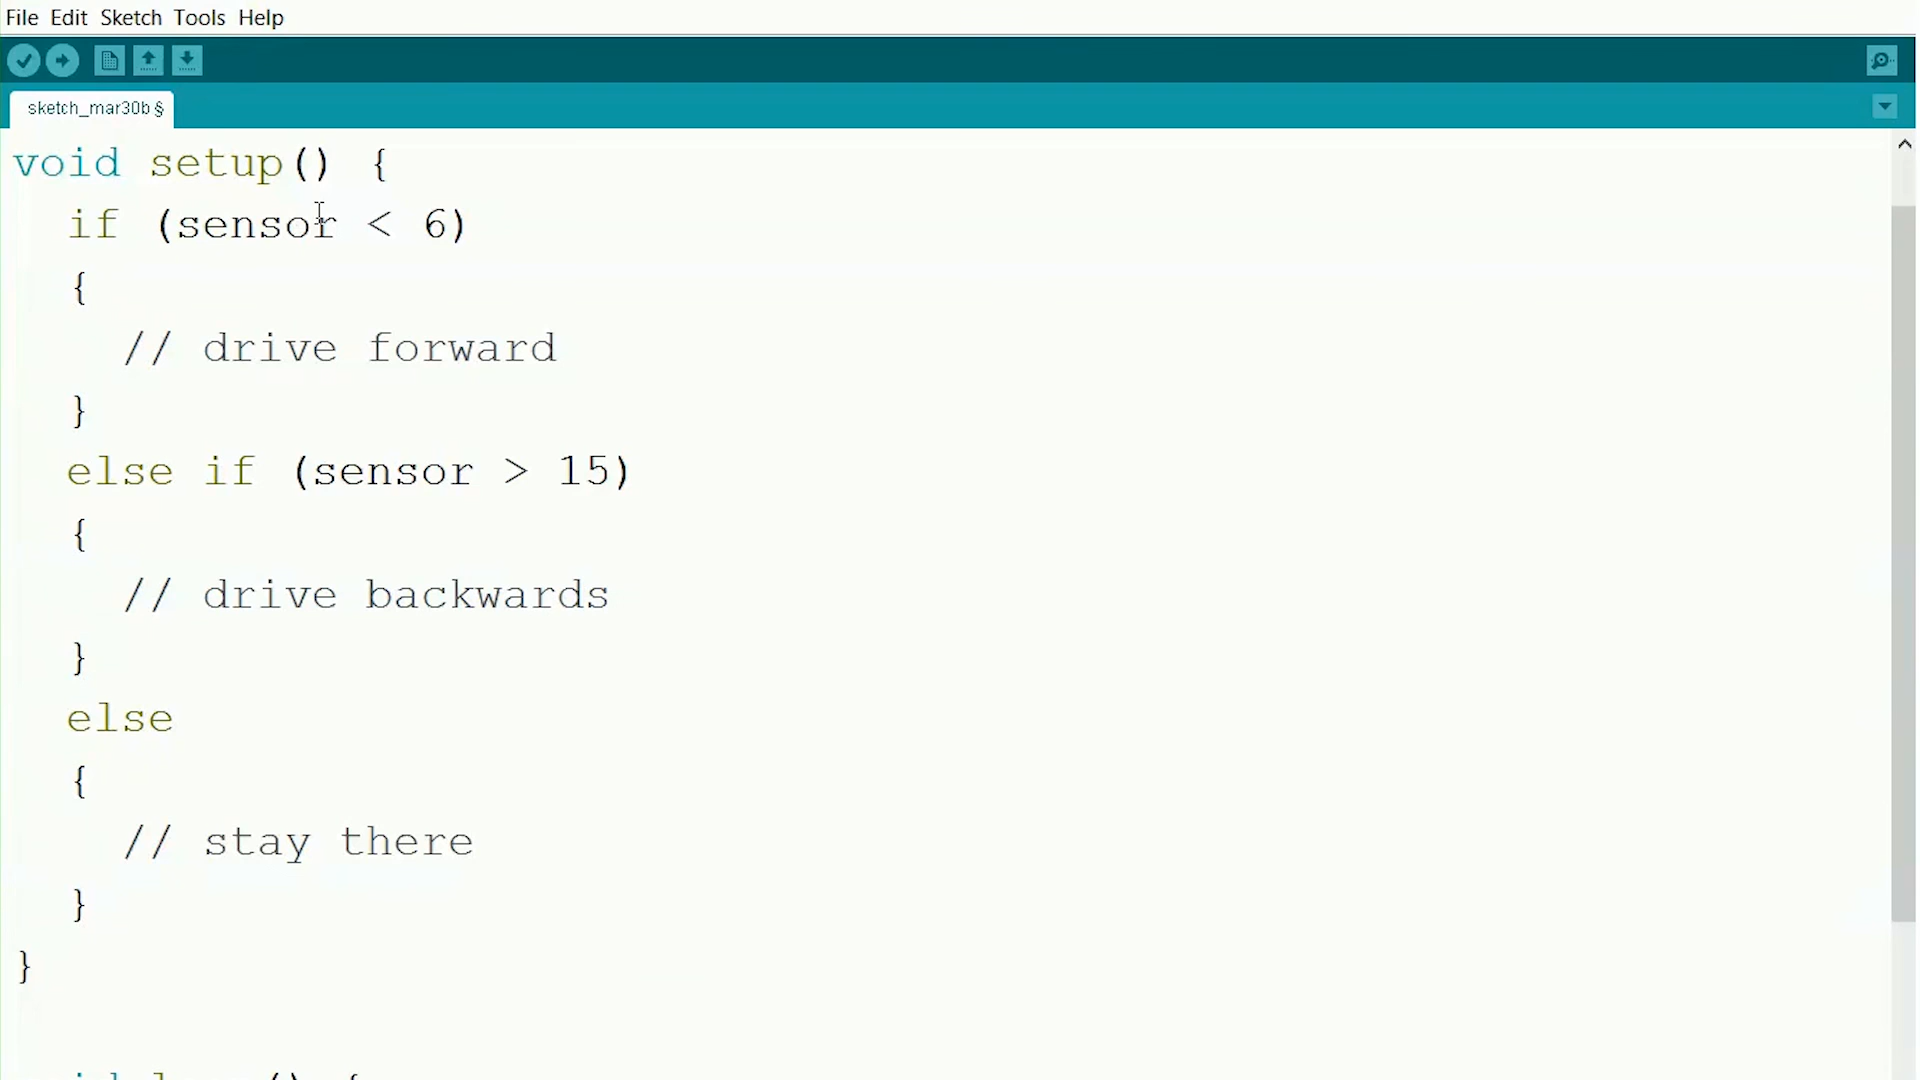 File Edit Sketch Tools Help
sketch_mar30b §
void setup() {
if (sensor < 6)
{
// drive forward
}
else if (sensor > 15)
{
// drive backwards
}
else
{
// stay there
}
}